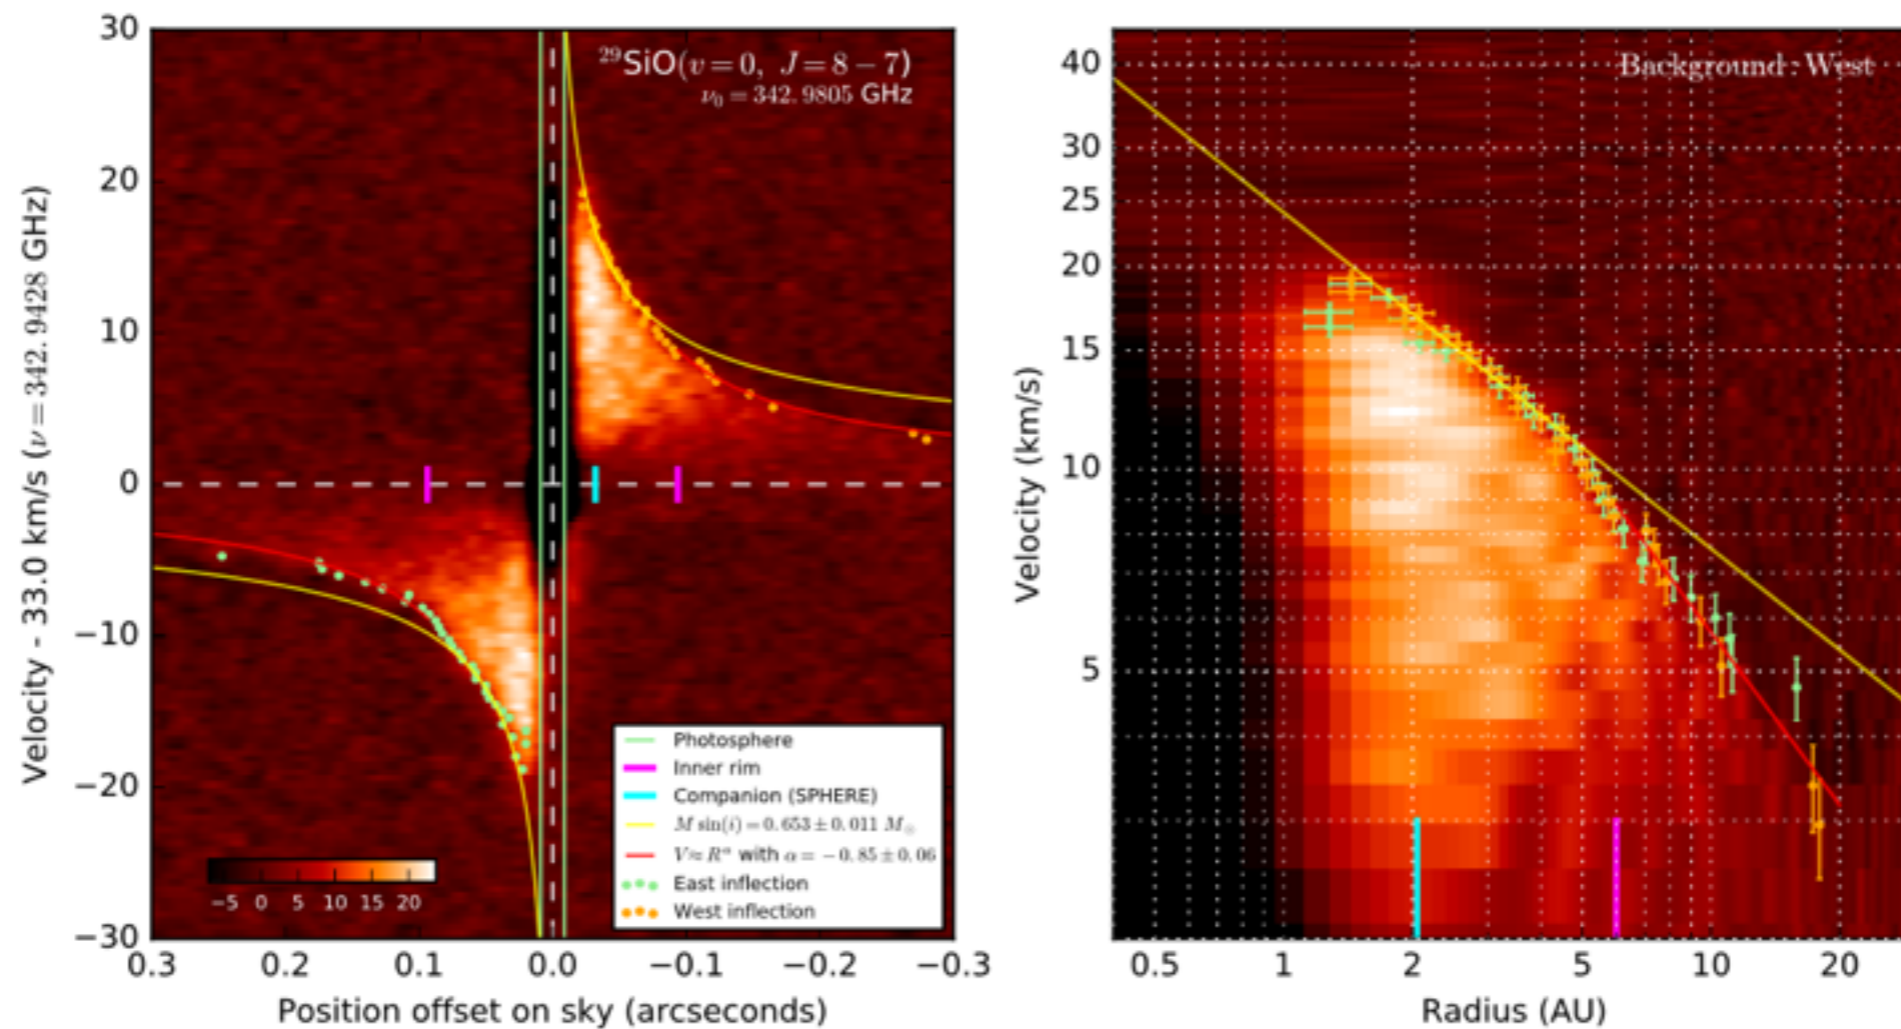 30
20
10
0
−10
−20
−30
0.3 0.2 0.1 0.0 −0.1 −0.2 −0.3
Position offset on sky (arcseconds)
Velocity - 33.0 km/s (ν=342.9428 GHz)
²⁹SiO(v=0, J=8−7)
ν₀=342.9805 GHz
−5 0 5 10 15 20
Photosphere
Inner rim
Companion (SPHERE)
M sin(i)=0.653±0.011 M☉
V≈Rᵅ with α=−0.85±0.06
East inflection
West inflection
Background:West
40
30
25
20
15
10
5
0.5 1 2 5 10 20
Radius (AU)
Velocity (km/s)